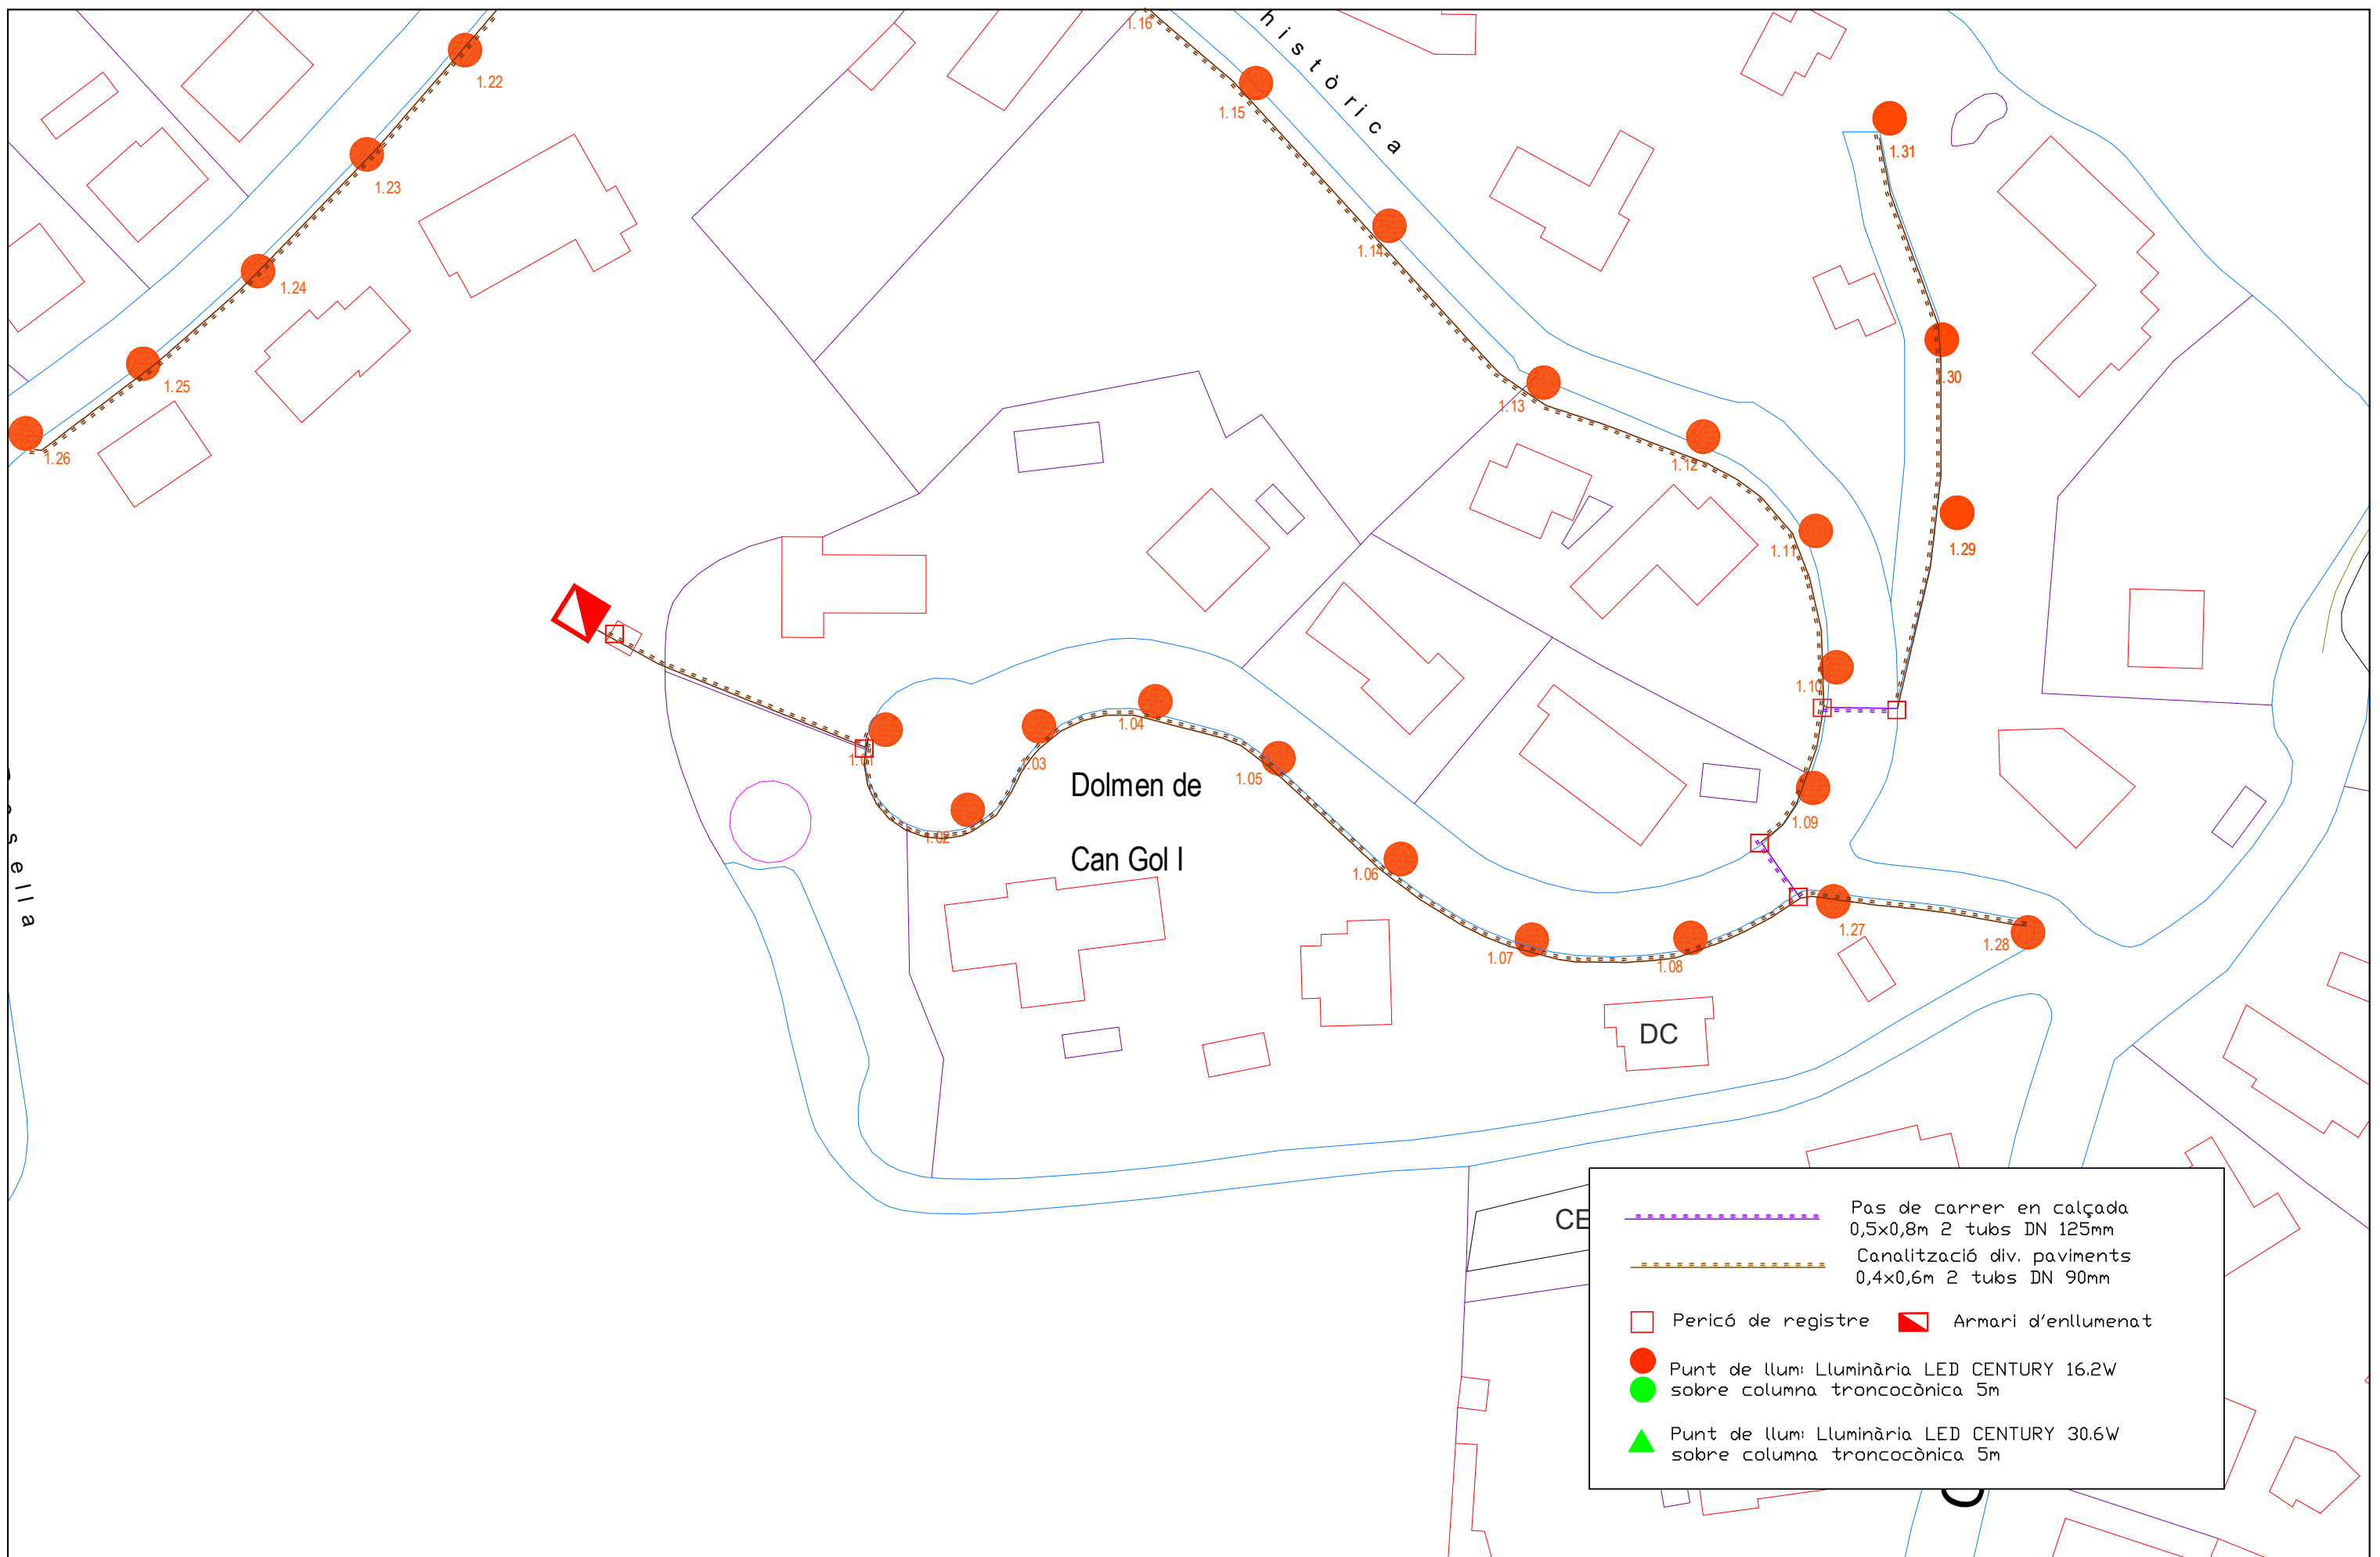 1.16
històrica
1.22
1.15
1.31
1.23
1.14
1.24
1.30
1.25
1.13
1.26
1.12
1.11
1.29
1.10
1.01
1.04
1.03
1.05
Dolmen de
Can Gol I
1.02
1.09
1.06
1.27
1.28
1.07
1.08
sella
DC
CE
Pas de carrer en calçada
0,5x0,8m 2 tubs DN 125mm
Canalització div. paviments
0,4x0,6m 2 tubs DN 90mm
Pericó de registre
Armari d'enllumenat
Punt de llum: Lluminària LED CENTURY 16.2W
sobre columna troncocònica 5m
Punt de llum: Lluminària LED CENTURY 30.6W
sobre columna troncocònica 5m